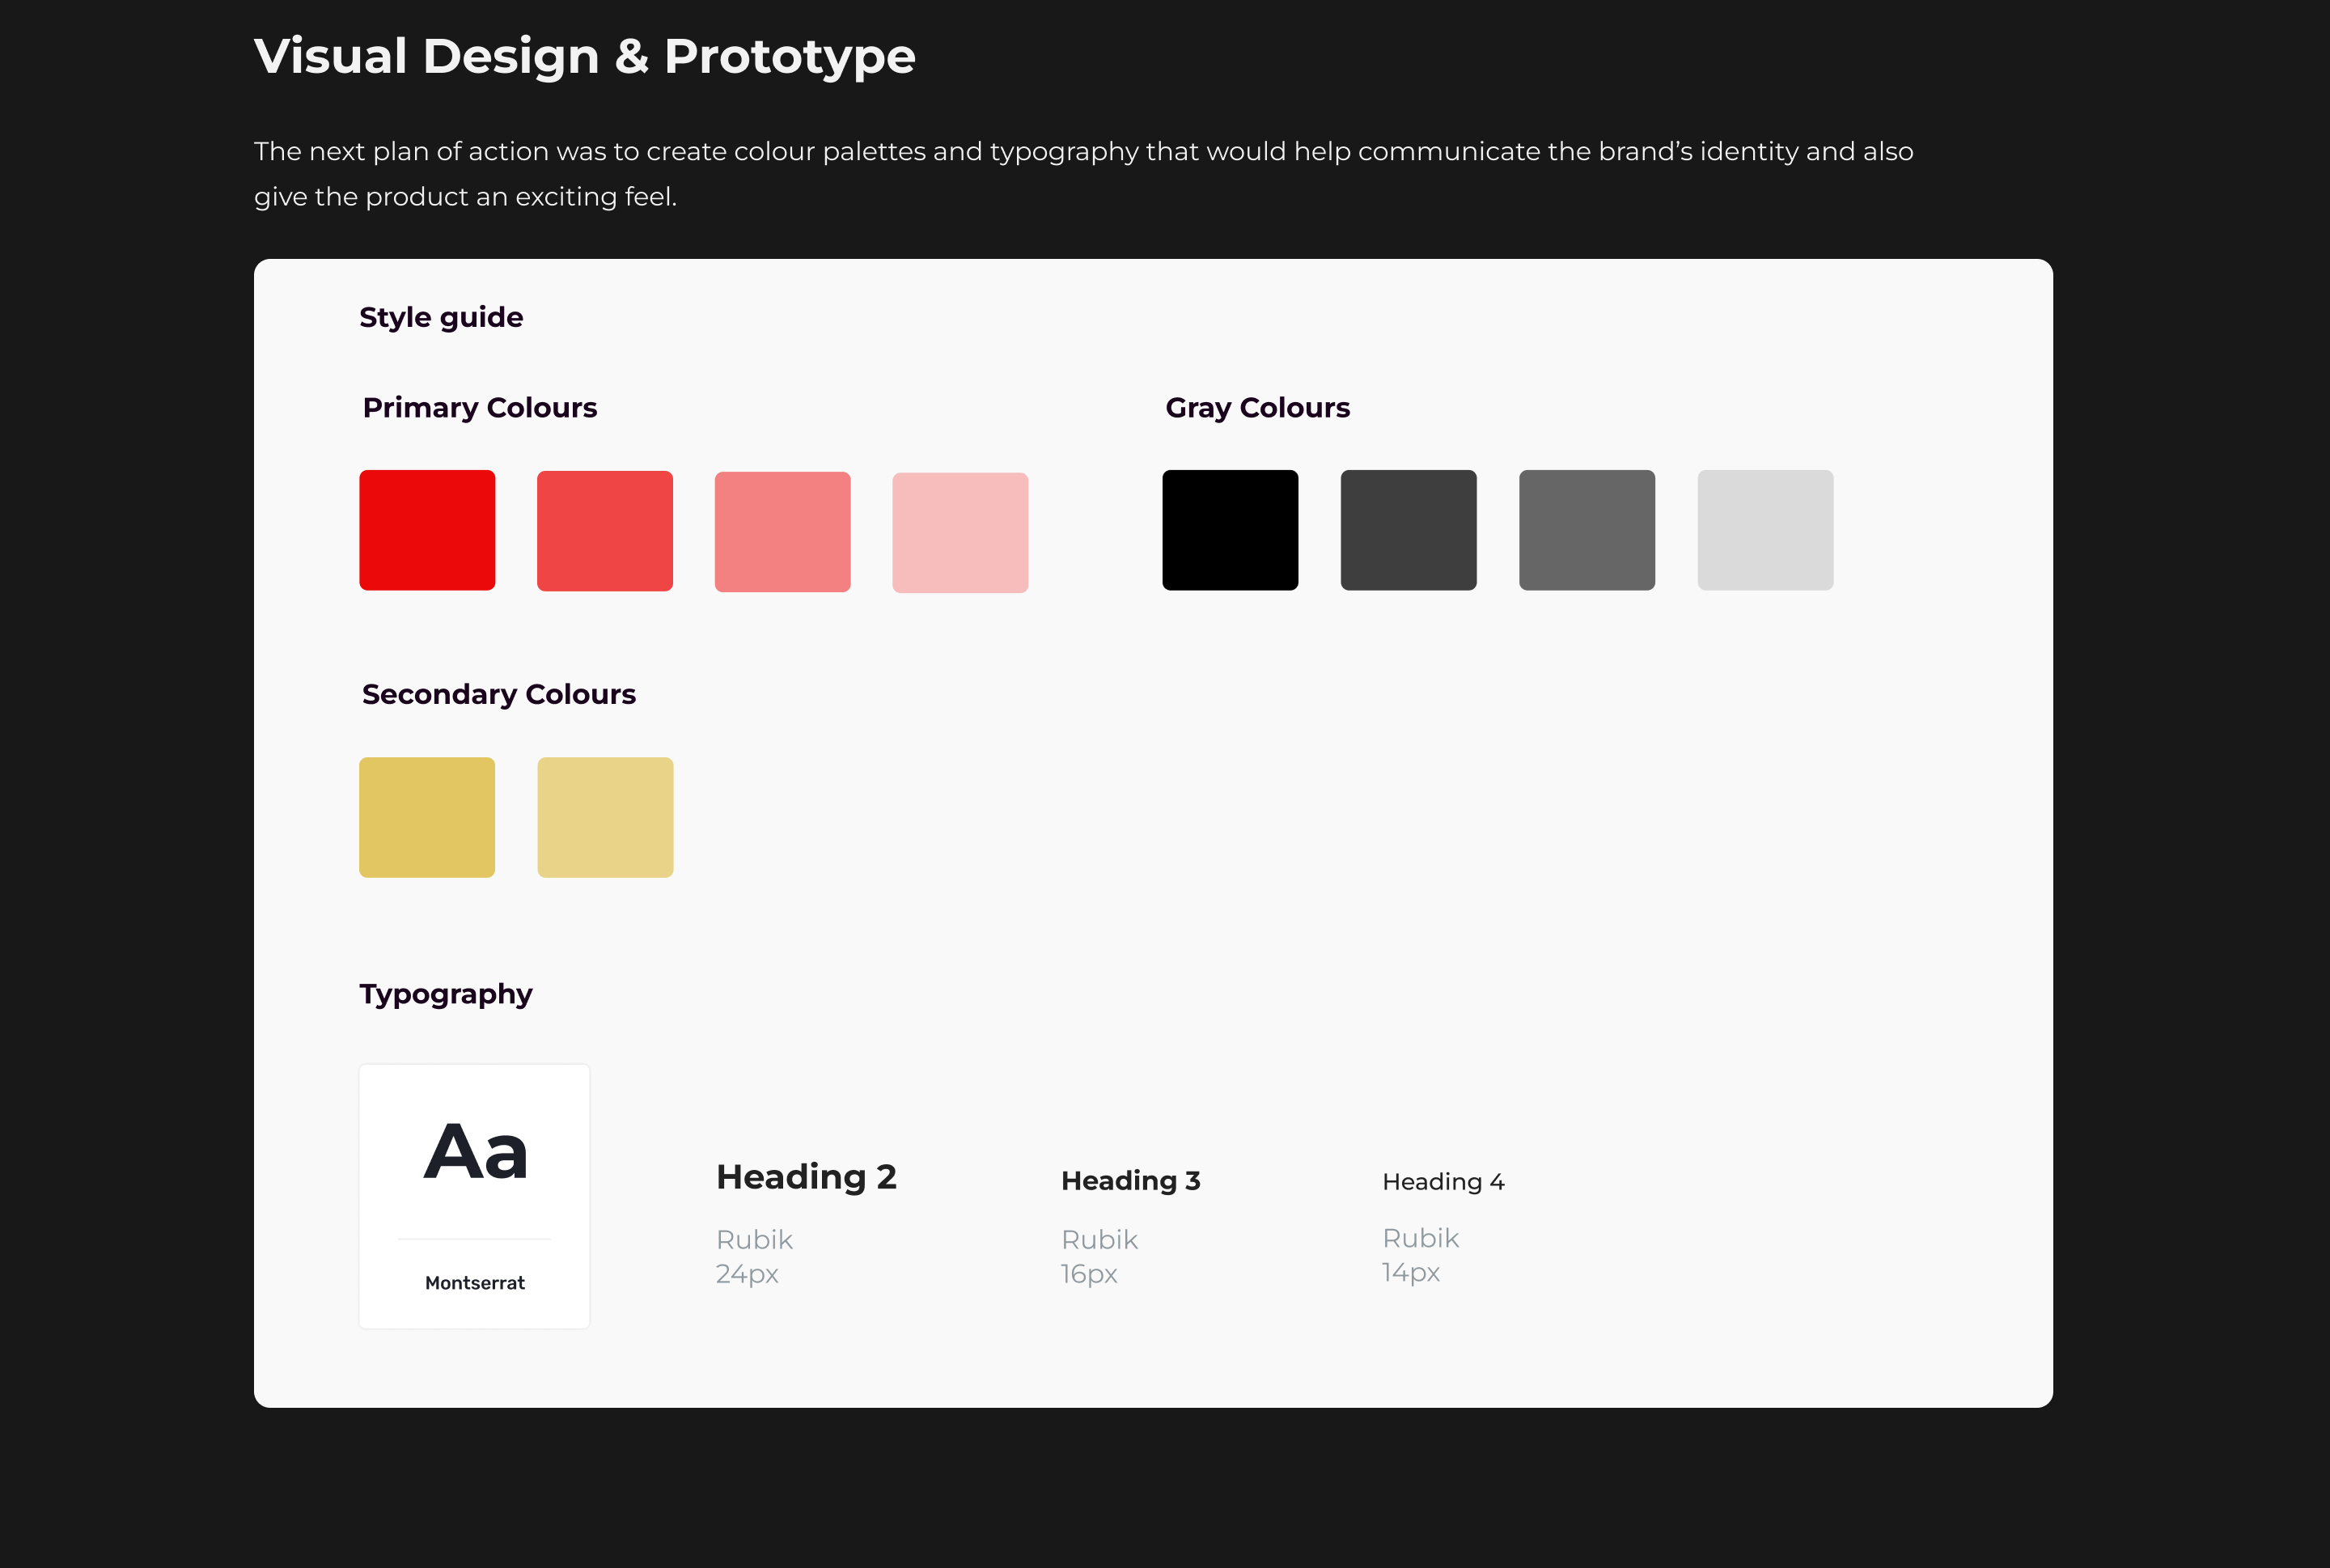 Visual Design & Prototype
The next plan of action was to create colour palettes and typography that would help communicate the brand’s identity and also
give the product an exciting feel.
Style guide
Primary Colours
Gray Colours
Secondary Colours
Typography
Aa
Montserrat
Heading 2
Rubik
24px
Heading 3
Rubik
16px
Heading 4
Rubik
14px